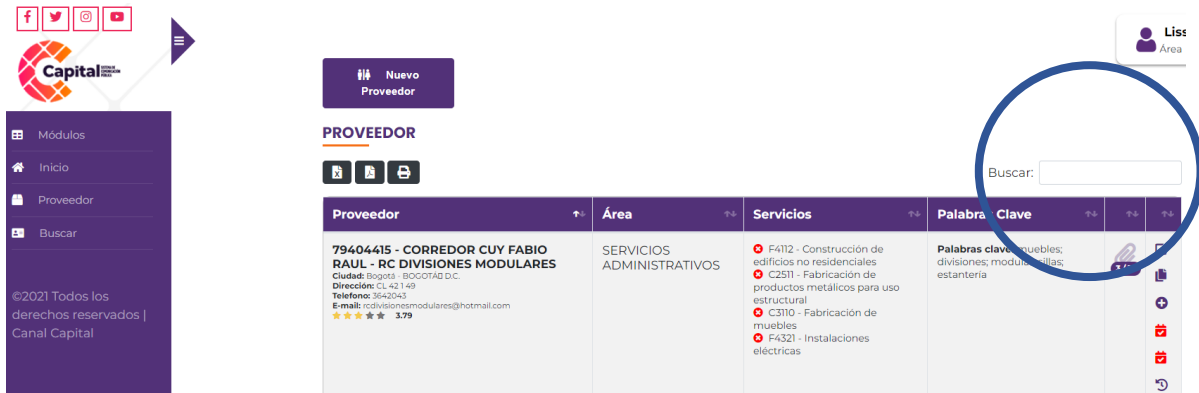 Capital
Módulos
Inicio
Proveedor
Buscar
©2021 Todos los
derechos reservados |
Canal Capital
Liss
Área
Nuevo
Proveedor
PROVEEDOR
Buscar:
Proveedor Área Servicios Palabras Clave
79404415 - CORREDOR CUY FABIO
RAUL - RC DIVISIONES MODULARES
Ciudad: Bogotá - BOGOTÁ D.C.
Dirección: CL 42 1 49
Telefono: 3642043
E-mail: rcdivisionesmodulares@hotmail.com
3.79
SERVICIOS
ADMINISTRATIVOS
F4112 - Construcción de
edificios no residenciales
C2511 - Fabricación de
productos metálicos para uso
estructural
C3110 - Fabricación de
muebles
F4321 - Instalaciones
eléctricas
Palabras clave: muebles;
divisiones; modular; sillas;
estantería